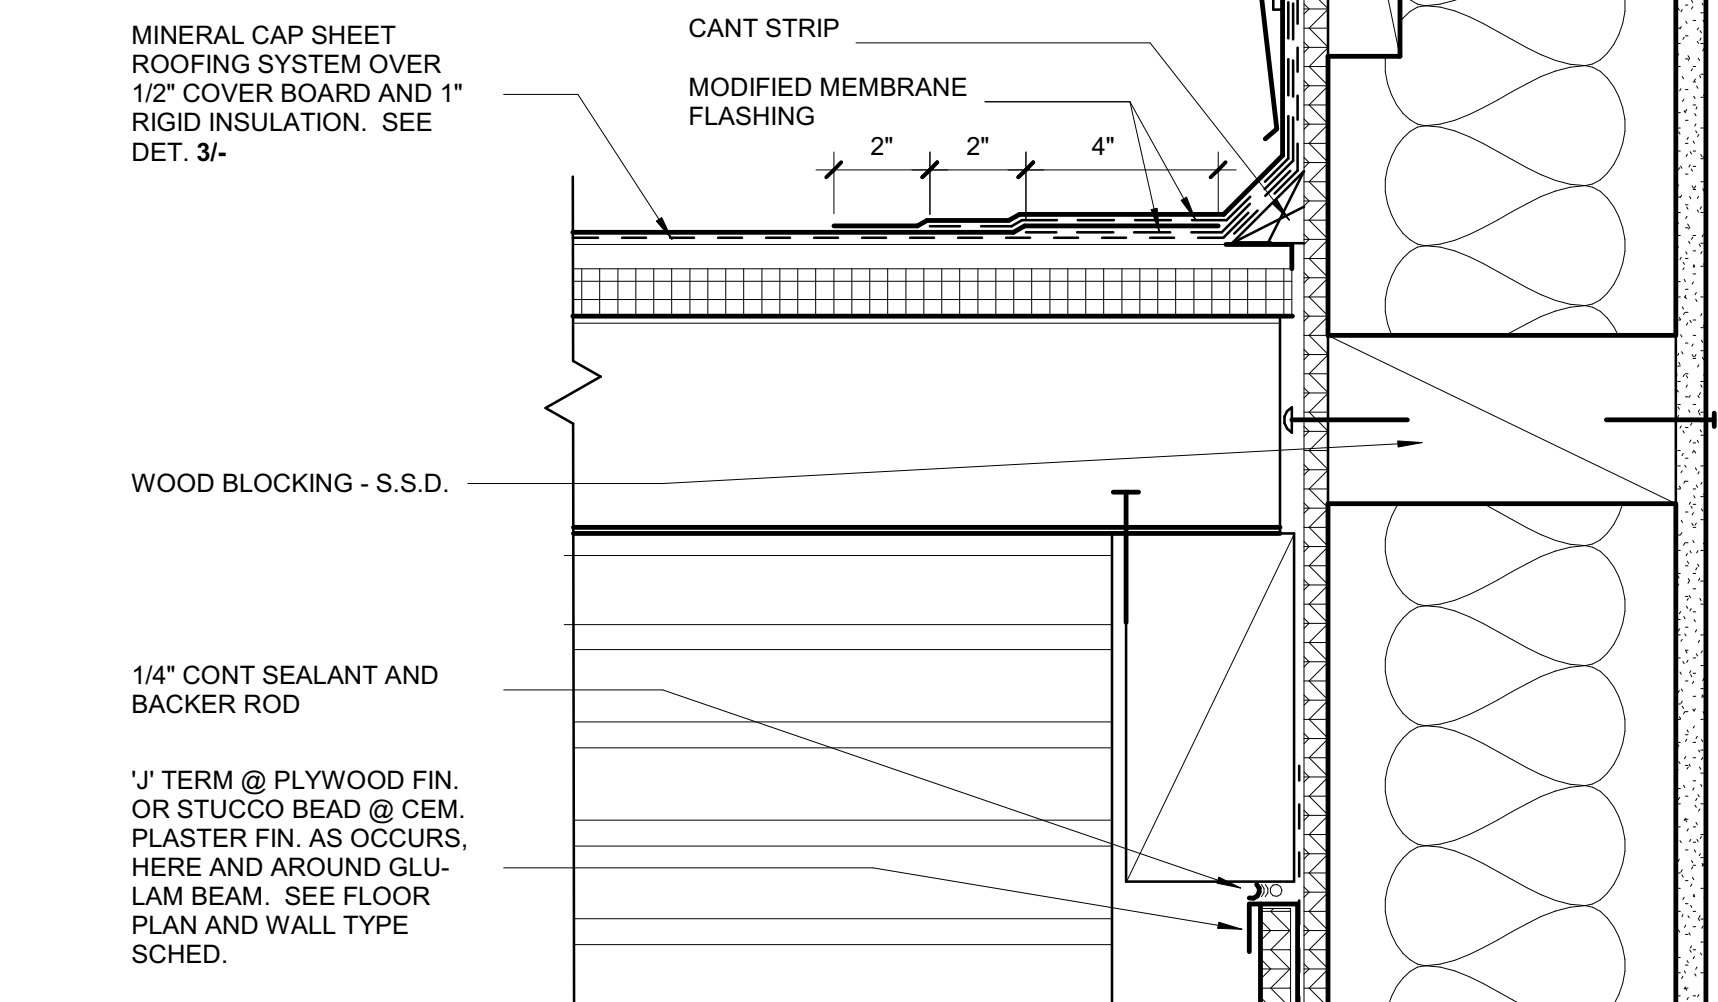 MINERAL CAP SHEET
ROOFING SYSTEM OVER
1/2" COVER BOARD AND 1"
RIGID INSULATION.  SEE
DET. 3/-
CANT STRIP
MODIFIED MEMBRANE
FLASHING
2" 2" 4"
WOOD BLOCKING - S.S.D.
1/4" CONT SEALANT AND
BACKER ROD
'J' TERM @ PLYWOOD FIN.
OR STUCCO BEAD @ CEM.
PLASTER FIN. AS OCCURS,
HERE AND AROUND GLU-
LAM BEAM.  SEE FLOOR
PLAN AND WALL TYPE
SCHED.